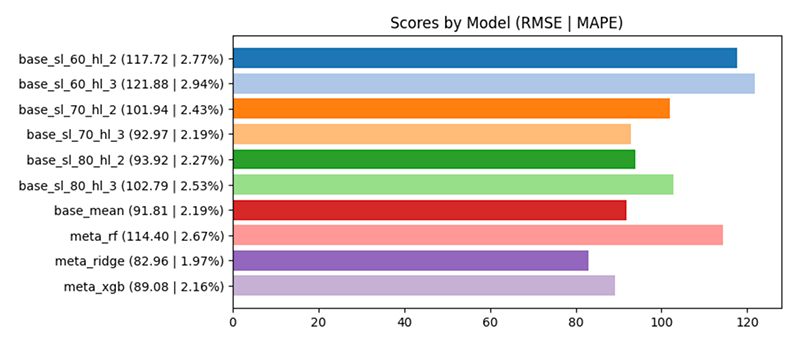 Scores by Model (RMSE | MAPE)
base_sl_60_hl_2 (117.72 | 2.77%)
base_sl_60_hl_3 (121.88 | 2.94%)
base_sl_70_hl_2 (101.94 | 2.43%)
base_sl_70_hl_3 (92.97 | 2.19%)
base_sl_80_hl_2 (93.92 | 2.27%)
base_sl_80_hl_3 (102.79 | 2.53%)
base_mean (91.81 | 2.19%)
meta_rf (114.40 | 2.67%)
meta_ridge (82.96 | 1.97%)
meta_xgb (89.08 | 2.16%)
0 20 40 60 80 100 120